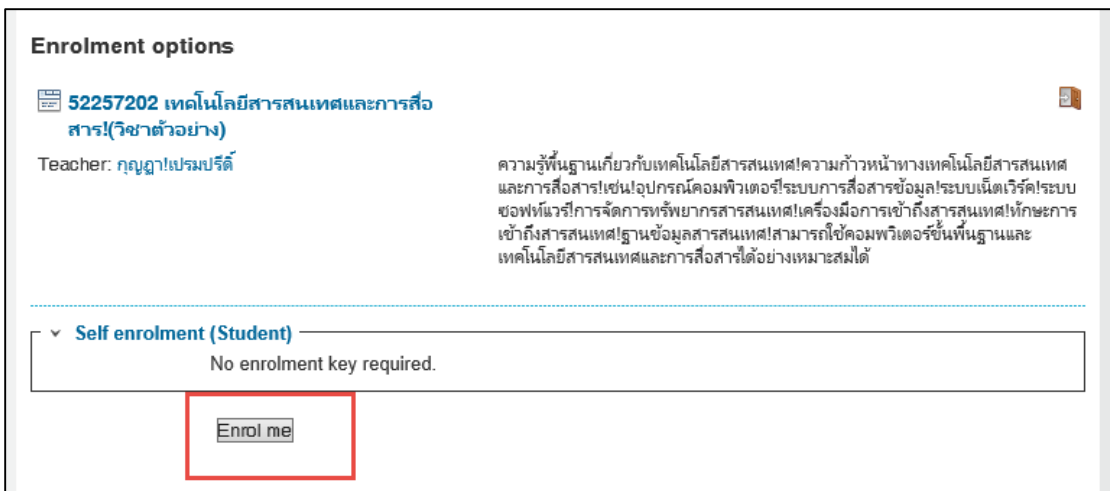 Enrolment options
52257202 เทคโนโลยีสารสนเทศและการสื่อ
สาร!(วิชาตัวอย่าง)
Teacher: กุญฏา!เปรมปรีดิ์
ความรู้พื้นฐานเกี่ยวกับเทคโนโลยีสารสนเทศ!ความก้าวหน้าทางเทคโนโลยีสารสนเทศ
และการสื่อสาร!เช่น!อุปกรณ์คอมพิวเตอร์!ระบบการสื่อสารข้อมูล!ระบบเน็ตเวิร์ค!ระบบ
ซอฟท์แวร์!การจัดการทรัพยากรสารสนเทศ!เครื่องมือการเข้าถึงสารสนเทศ!ทักษะการ
เข้าถึงสารสนเทศ!ฐานข้อมูลสารสนเทศ!สามารถใช้คอมพวิเตอร์ขั้นพื้นฐานและ
เทคโนโลยีสารสนเทศและการสื่อสารได้อย่างเหมาะสมได้
Self enrolment (Student)
No enrolment key required.
Enrol me